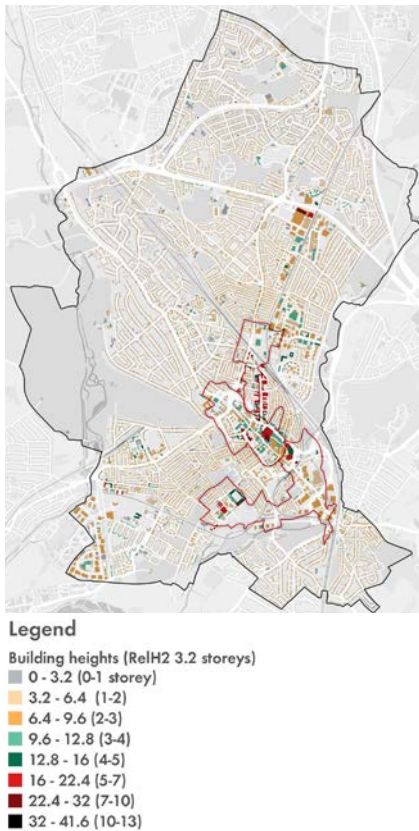 Legend
Building heights (RelH2 3.2 storeys)
0 - 3.2 (0-1 storey)
3.2 - 6.4 (1-2)
6.4 - 9.6 (2-3)
9.6 - 12.8 (3-4)
12.8 - 16 (4-5)
16 - 22.4 (5-7)
22.4 - 32 (7-10)
32 - 41.6 (10-13)